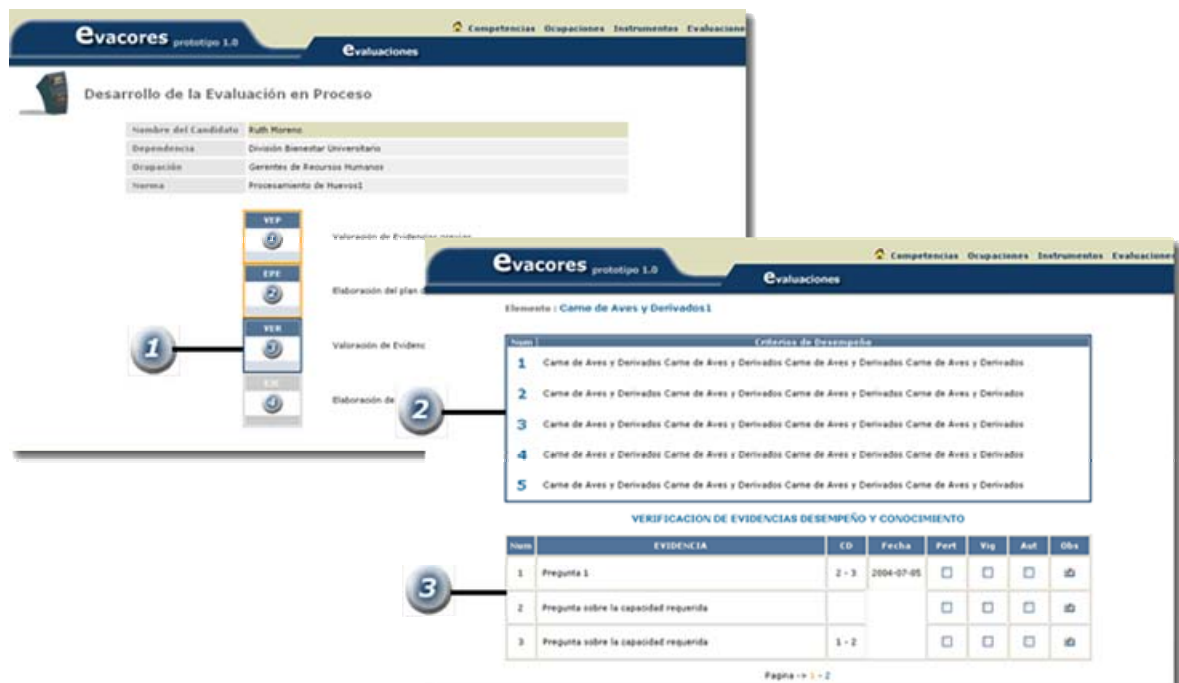 evacores prototipo 1.0
Competencias Ocupaciones Instrumentos Evaluacione
evaluaciones
Desarrollo de la Evaluación en Proceso
Nombre del Candidato Ruth Moreno
Dependencia División Bienestar Universitario
Ocupación Gerentes de Recursos Humanos
Norma Procesamiento de Huevos1
VEP
1 Valoración de Evidencias previas
EPE
2 Elaboración del plan d
VER
1
3 Valoración de Evidenc
4 Elaboración de
evacores prototipo 1.0
Competencias Ocupaciones Instrumentos Evaluaciones
evaluaciones
Elemento : Carne de Aves y Derivados1
Num Criterios de Desempeño
1 Carne de Aves y Derivados Carne de Aves y Derivados Carne de Aves y Derivados Carne de Aves y Derivados
2 Carne de Aves y Derivados Carne de Aves y Derivados Carne de Aves y Derivados Carne de Aves y Derivados
2
3 Carne de Aves y Derivados Carne de Aves y Derivados Carne de Aves y Derivados Carne de Aves y Derivados
4 Carne de Aves y Derivados Carne de Aves y Derivados Carne de Aves y Derivados Carne de Aves y Derivados
5 Carne de Aves y Derivados Carne de Aves y Derivados Carne de Aves y Derivados Carne de Aves y Derivados
VERIFICACION DE EVIDENCIAS DESEMPEÑO Y CONOCIMIENTO
Num EVIDENCIA CD Fecha Pert Vig Aut Obs
1 Pregunta 1 2 - 3 2004-07-05
3
2 Pregunta sobre la capacidad requerida
3 Pregunta sobre la capacidad requerida 1 - 2
Pagina -> 1 - 2